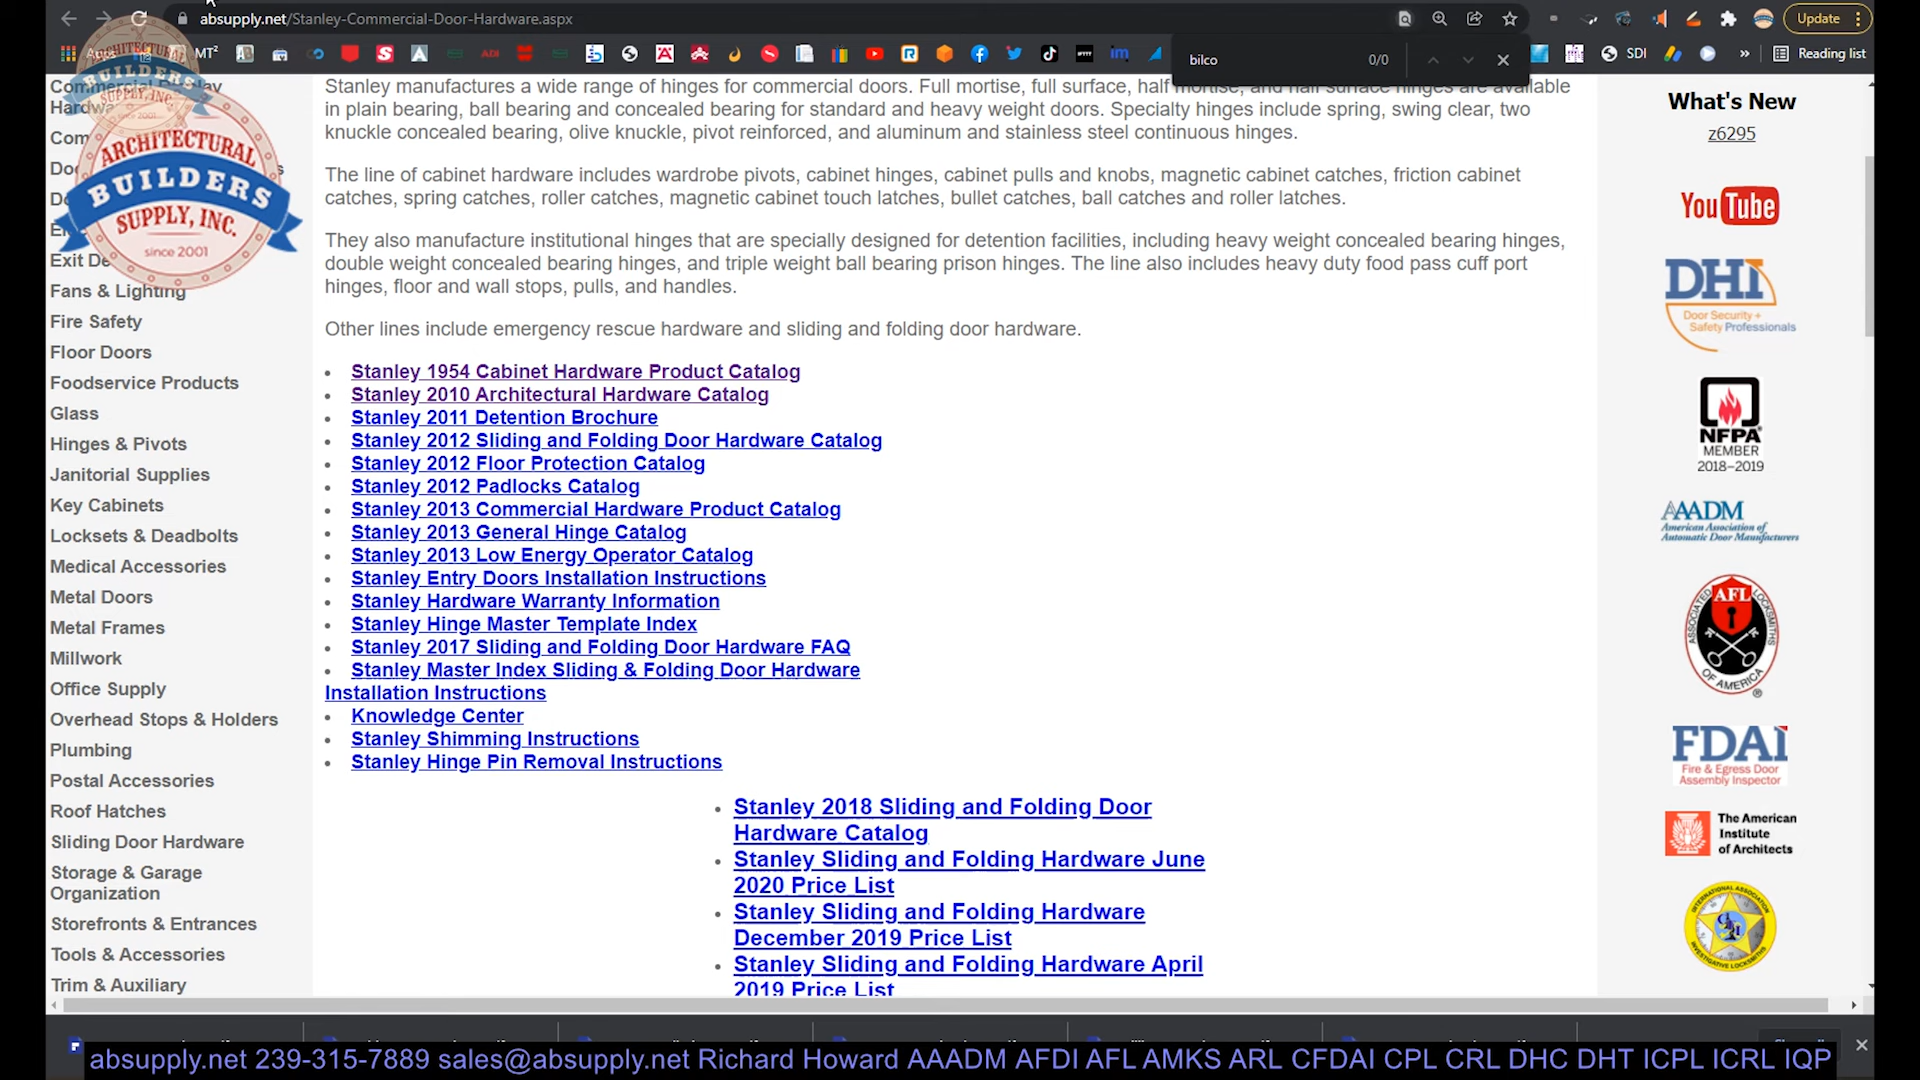 absupply.net/Stanley-Commercial-Door-Hardware.aspx
Update
MT²
SDI
Reading list
bilco
0/0
ARCHITECTURAL
BUILDERS
SUPPLY, INC.
since 2001
Exit De
Fans & Lighting
Fire Safety
Floor Doors
Foodservice Products
Glass
Hinges & Pivots
Janitorial Supplies
Key Cabinets
Locksets & Deadbolts
Medical Accessories
Metal Doors
Metal Frames
Millwork
Office Supply
Overhead Stops & Holders
Plumbing
Postal Accessories
Roof Hatches
Sliding Door Hardware
Storage & Garage
Organization
Storefronts & Entrances
Tools & Accessories
Trim & Auxiliary
Stanley manufactures a wide range of hinges for commercial doors. Full mortise, full surface, half mortise, and half surface hinges are available
in plain bearing, ball bearing and concealed bearing for standard and heavy weight doors. Specialty hinges include spring, swing clear, two
knuckle concealed bearing, olive knuckle, pivot reinforced, and aluminum and stainless steel continuous hinges.
The line of cabinet hardware includes wardrobe pivots, cabinet hinges, cabinet pulls and knobs, magnetic cabinet catches, friction cabinet
catches, spring catches, roller catches, magnetic cabinet touch latches, bullet catches, ball catches and roller latches.
They also manufacture institutional hinges that are specially designed for detention facilities, including heavy weight concealed bearing hinges,
double weight concealed bearing hinges, and triple weight ball bearing prison hinges. The line also includes heavy duty food pass cuff port
hinges, floor and wall stops, pulls, and handles.
Other lines include emergency rescue hardware and sliding and folding door hardware.
• Stanley 1954 Cabinet Hardware Product Catalog
• Stanley 2010 Architectural Hardware Catalog
• Stanley 2011 Detention Brochure
• Stanley 2012 Sliding and Folding Door Hardware Catalog
• Stanley 2012 Floor Protection Catalog
• Stanley 2012 Padlocks Catalog
• Stanley 2013 Commercial Hardware Product Catalog
• Stanley 2013 General Hinge Catalog
• Stanley 2013 Low Energy Operator Catalog
• Stanley Entry Doors Installation Instructions
• Stanley Hardware Warranty Information
• Stanley Hinge Master Template Index
• Stanley 2017 Sliding and Folding Door Hardware FAQ
• Stanley Master Index Sliding & Folding Door Hardware
Installation Instructions
• Knowledge Center
• Stanley Shimming Instructions
• Stanley Hinge Pin Removal Instructions
• Stanley 2018 Sliding and Folding Door
Hardware Catalog
• Stanley Sliding and Folding Hardware June
2020 Price List
• Stanley Sliding and Folding Hardware
December 2019 Price List
• Stanley Sliding and Folding Hardware April
2019 Price List
What's New
z6295
YouTube
DHI
Door Security +
Safety Professionals
NFPA
MEMBER
2018-2019
AAADM
American Association of
Automatic Door Manufacturers
AFL
ASSOCIATED LOCKSMITHS
OF AMERICA
FDAI
Fire & Egress Door
Assembly Inspector
The American
Institute
of Architects
INTERNATIONAL ASSOCIATION
INVESTIGATIVE LOCKSMITHS
absupply.net 239-315-7889 sales@absupply.net Richard Howard AAADM AFDI AFL AMKS ARL CFDAI CPL CRL DHC DHT ICPL ICRL IQP